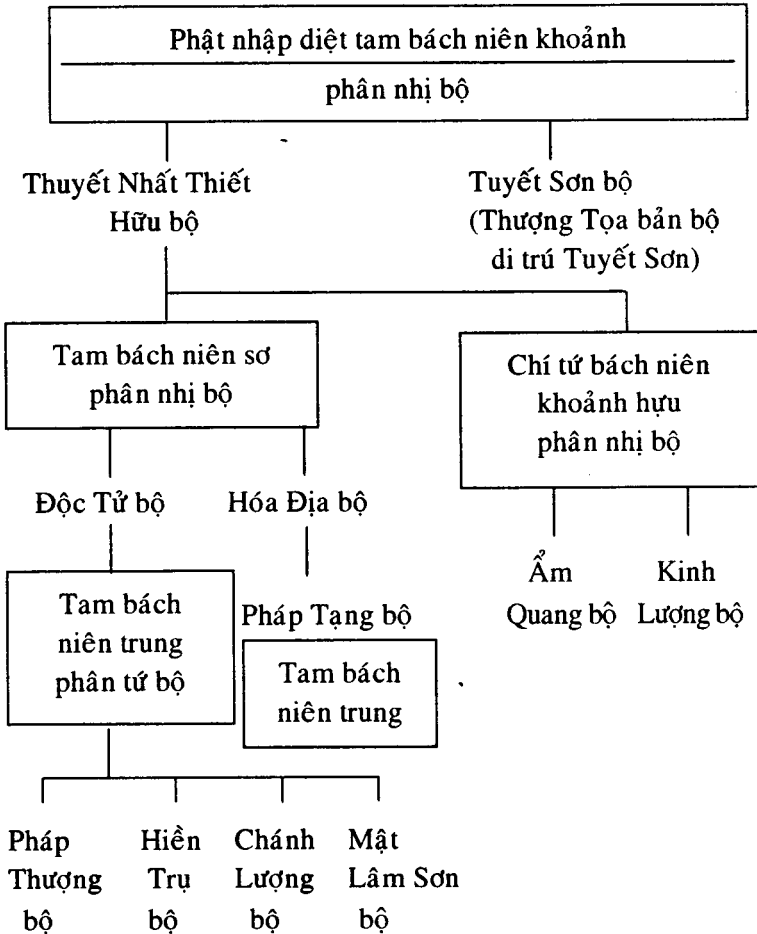 Phật nhập diệt tam bách niên khoảnh
phân nhị bộ
Thuyết Nhất Thiết
Hữu bộ
Tuyết Sơn bộ
(Thượng Tọa bản bộ
di trú Tuyết Sơn)
Tam bách niên sơ
phân nhị bộ
Chí tứ bách niên
khoảnh hựu
phân nhị bộ
Độc Tử bộ
Hóa Địa bộ
Ẩm
Quang bộ
Kinh
Lượng bộ
Tam bách
niên trung
phân tứ bộ
Pháp Tạng bộ
Tam bách
niên trung
Pháp
Thượng
bộ
Hiền
Trụ
bộ
Chánh
Lượng
bộ
Mật
Lâm Sơn
bộ